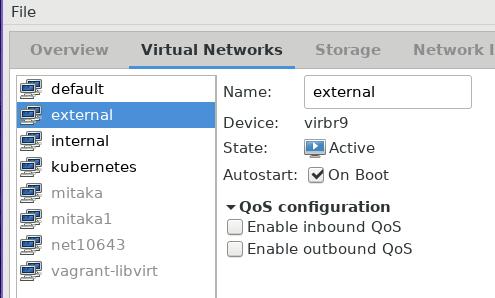 File
Overview Virtual Networks Storage Network I
default
external
internal
kubernetes
mitaka
mitaka1
net10643
vagrant-libvirt
Name: external
Device: virbr9
State: Active
Autostart: On Boot
QoS configuration
Enable inbound QoS
Enable outbound QoS